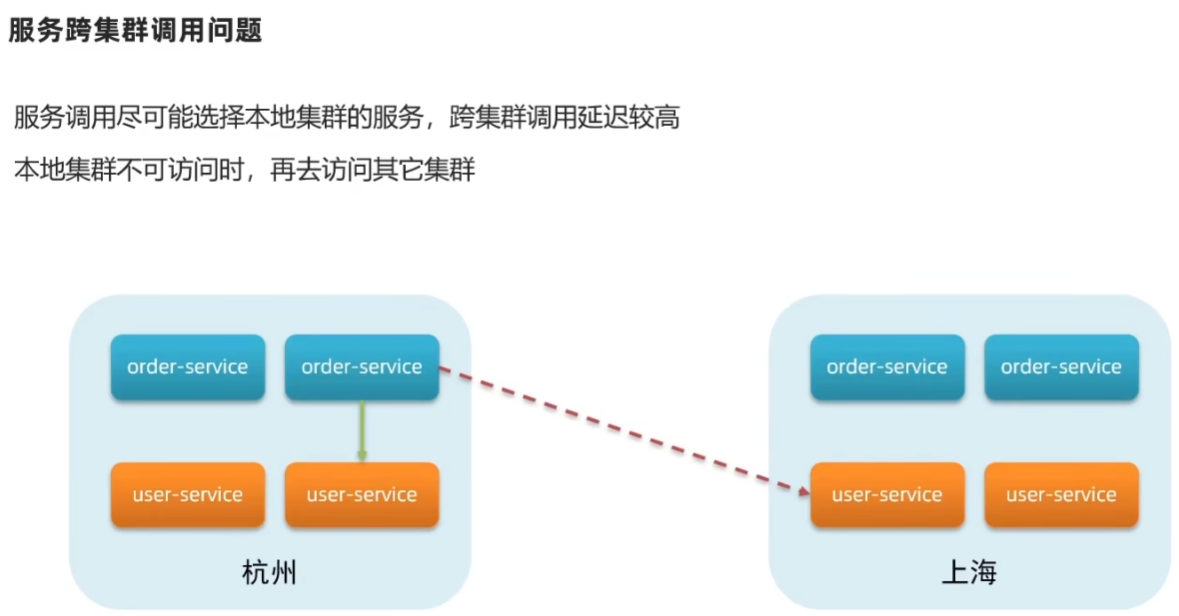 服务跨集群调用问题
服务调用尽可能选择本地集群的服务，跨集群调用延迟较高
本地集群不可访问时，再去访问其它集群
order-service
order-service
order-service
order-service
user-service
user-service
user-service
user-service
杭州
上海